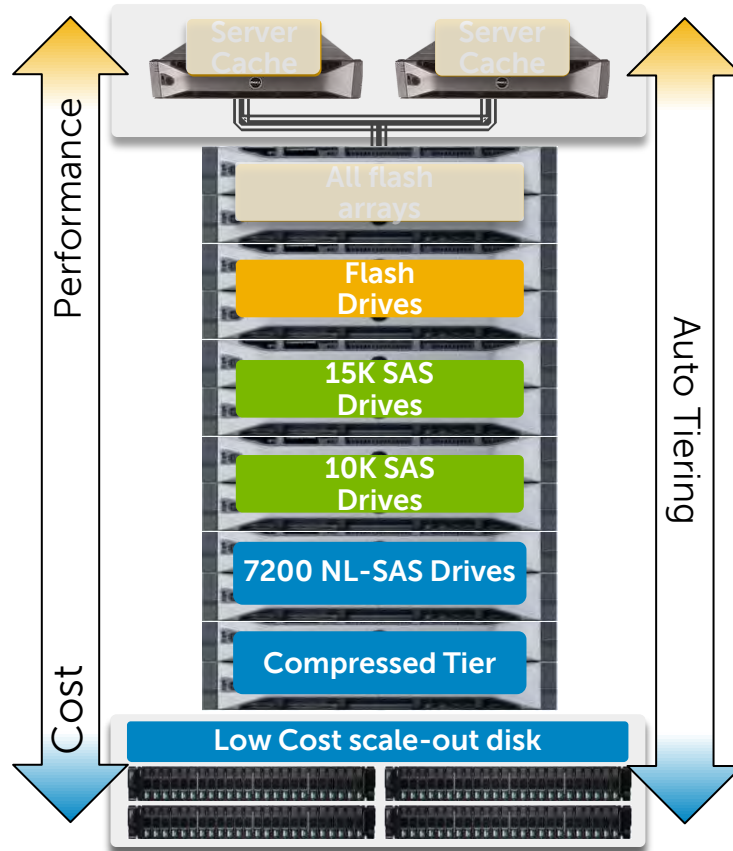 Server
Cache
Server
Cache
Performance
All flash
arrays
Flash
Drives
15K SAS
Drives
Auto Tiering
10K SAS
Drives
7200 NL-SAS Drives
Compressed Tier
Cost
Low Cost scale-out disk